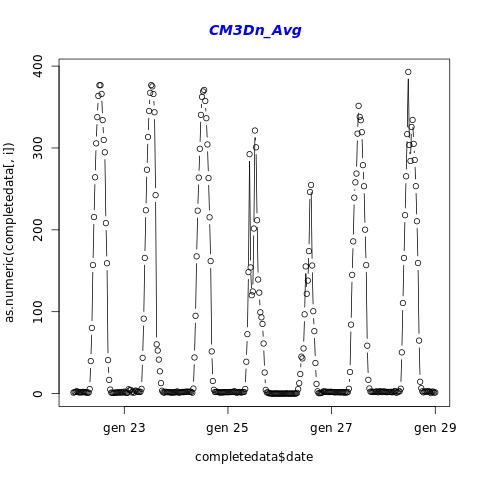 CM3Dn_Avg
as.numeric(completedata[, i])
400
300
200
100
0
gen 23
gen 25
gen 27
gen 29
completedata$date